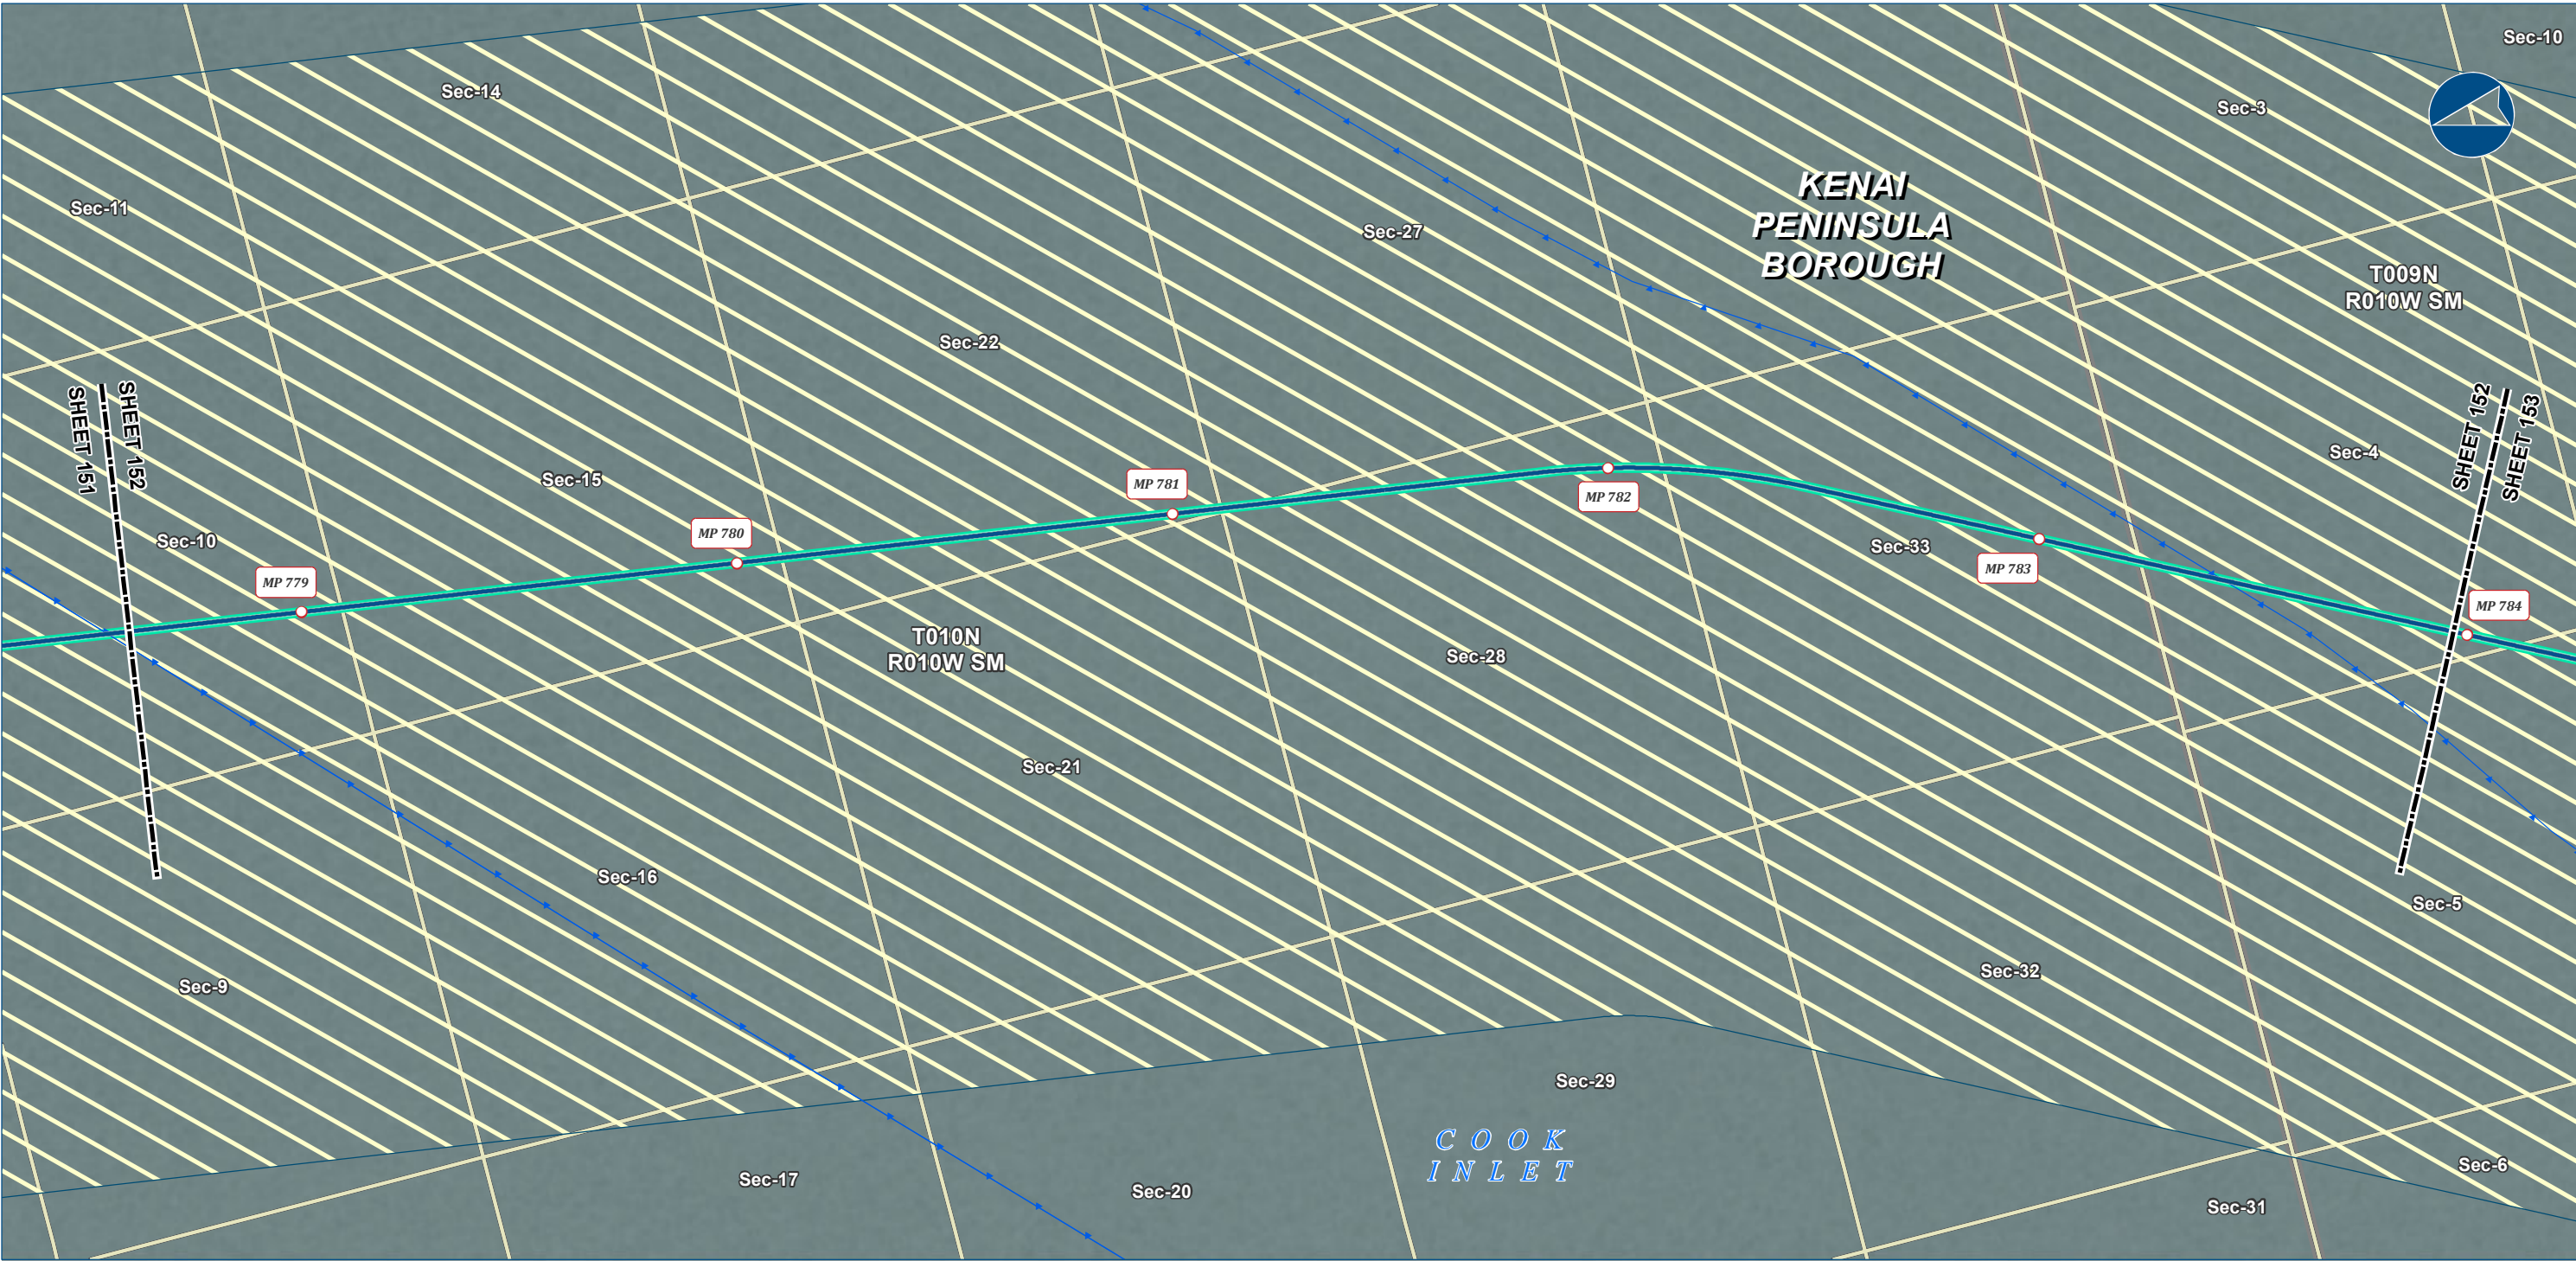 Sec-10
Sec-14
Sec-3
KENAI
PENINSULA
BOROUGH
Sec-11
Sec-27
T009N
R010W SM
Sec-22
SHEET 151
SHEET 152
SHEET 152
SHEET 153
Sec-4
Sec-15
MP 781
MP 782
Sec-10
MP 780
Sec-33
MP 783
MP 779
MP 784
T010N
R010W SM
Sec-28
Sec-21
Sec-16
Sec-5
Sec-32
Sec-9
Sec-29
COOK
INLET
Sec-6
Sec-17
Sec-20
Sec-31